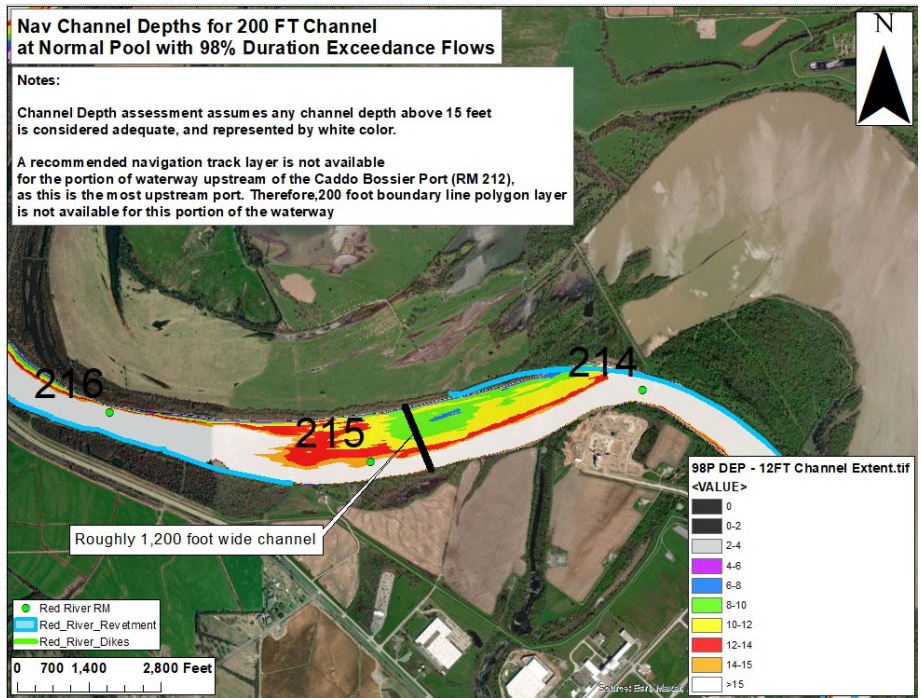 Nav Channel Depths for 200 FT Channel
at Normal Pool with 98% Duration Exceedance Flows
Notes:
Channel Depth assessment assumes any channel depth above 15 feet
is considered adequate, and represented by white color.
A recommended navigation track layer is not available
for the portion of waterway upstream of the Caddo Bossier Port (RM 212),
as this is the most upstream port. Therefore,200 foot boundary line polygon layer
is not available for this portion of the waterway
N
216
215
214
Roughly 1,200 foot wide channel
Red River RM
Red_River_Revetment
Red_River_Dikes
0 700 1,400 2,800 Feet
98P DEP - 12FT Channel Extent.tif
<VALUE>
0
0-2
2-4
4-6
6-8
8-10
10-12
12-14
14-15
>15
Source: Esri, Maxar,